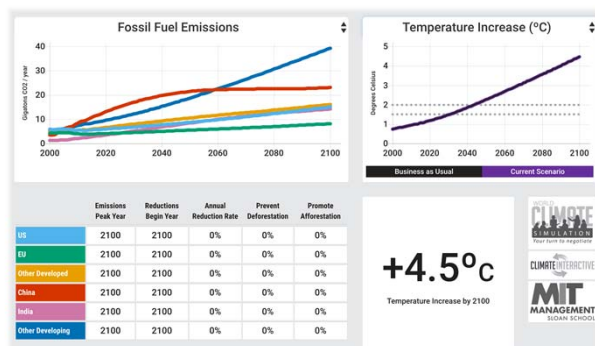 Fossil Fuel Emissions
Gigatons CO2 / year
40
30
20
10
0
2000 2020 2040 2060 2080 2100
Temperature Increase (ºC)
Degrees Celsius
5
4
3
2
1
0
2000 2020 2040 2060 2080 2100
Business as Usual Current Scenario
Emissions Peak Year Reductions Begin Year Annual Reduction Rate Prevent Deforestation Promote Afforestation
US 2100 2100 0% 0% 0%
EU 2100 2100 0% 0% 0%
Other Developed 2100 2100 0% 0% 0%
China 2100 2100 0% 0% 0%
India 2100 2100 0% 0% 0%
Other Developing 2100 2100 0% 0% 0%
+4.5ºc
Temperature Increase by 2100
WORLD
CLIMATE
SIMULATION
Your turn to negotiate
CLIMATE INTERACTIVE
MIT
MANAGEMENT
SLOAN SCHOOL